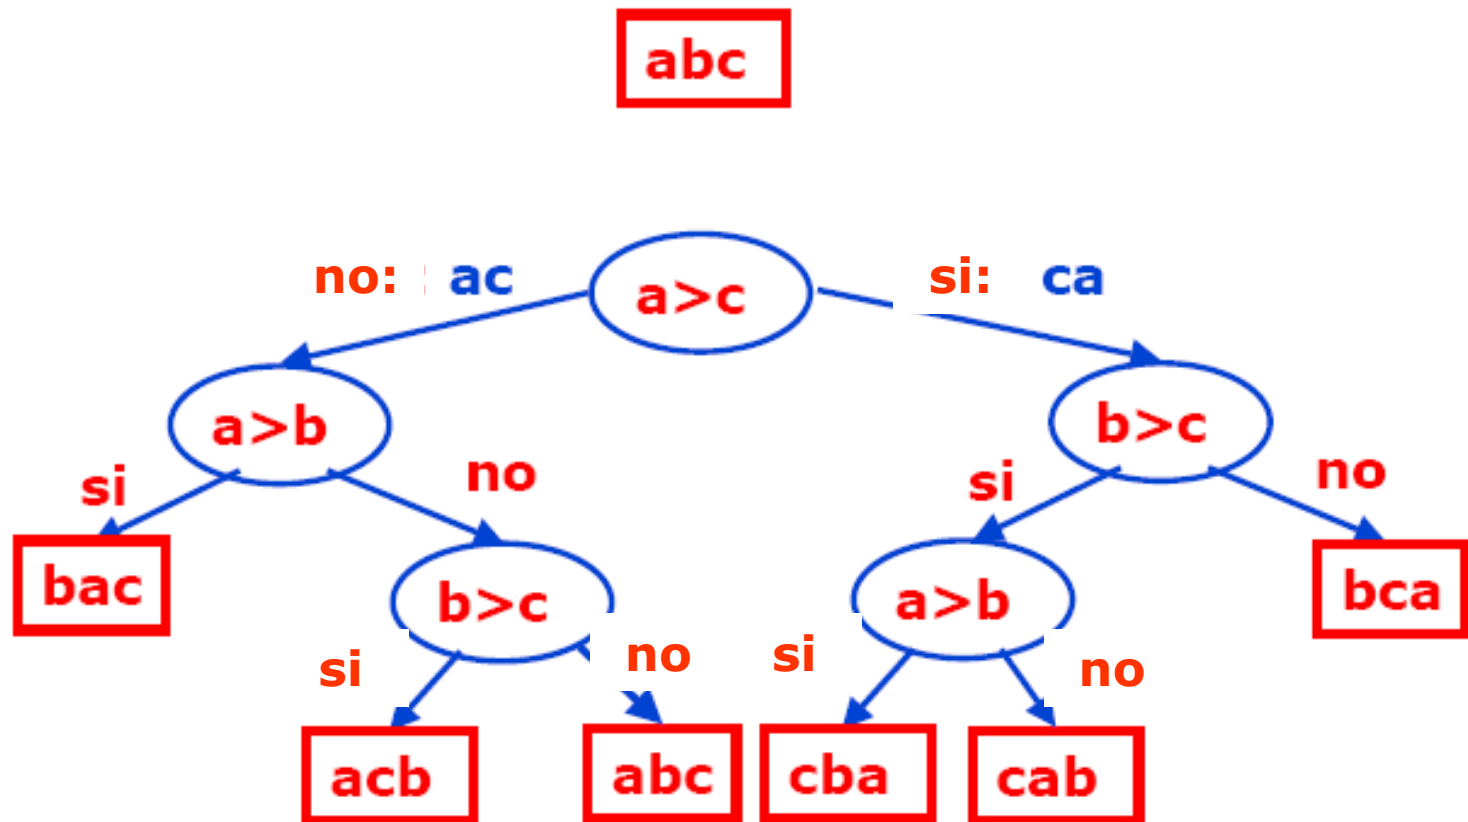 abc
no: ac
a>c
si: ca
a>b
b>c
si
no
si
no
bac
b>c
a>b
bca
si
no
si
no
acb
abc
cba
cab